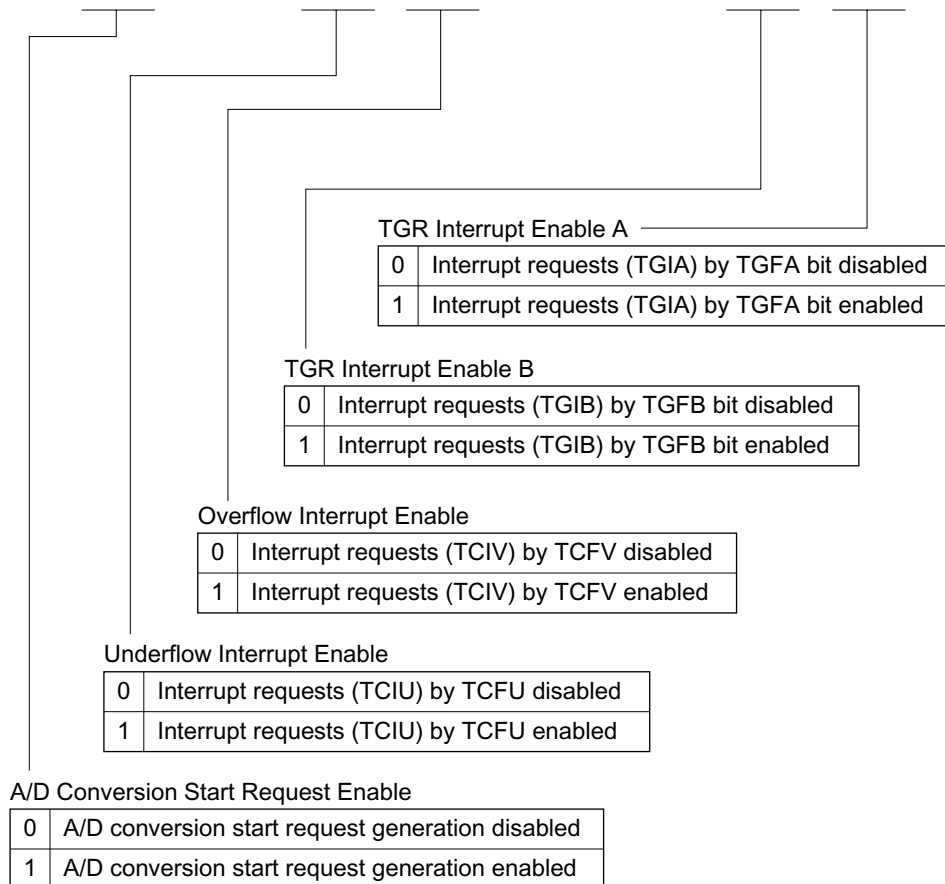 TGR Interrupt Enable A
0 Interrupt requests (TGIA) by TGFA bit disabled
1 Interrupt requests (TGIA) by TGFA bit enabled
TGR Interrupt Enable B
0 Interrupt requests (TGIB) by TGFB bit disabled
1 Interrupt requests (TGIB) by TGFB bit enabled
Overflow Interrupt Enable
0 Interrupt requests (TCIV) by TCFV disabled
1 Interrupt requests (TCIV) by TCFV enabled
Underflow Interrupt Enable
0 Interrupt requests (TCIU) by TCFU disabled
1 Interrupt requests (TCIU) by TCFU enabled
A/D Conversion Start Request Enable
0 A/D conversion start request generation disabled
1 A/D conversion start request generation enabled